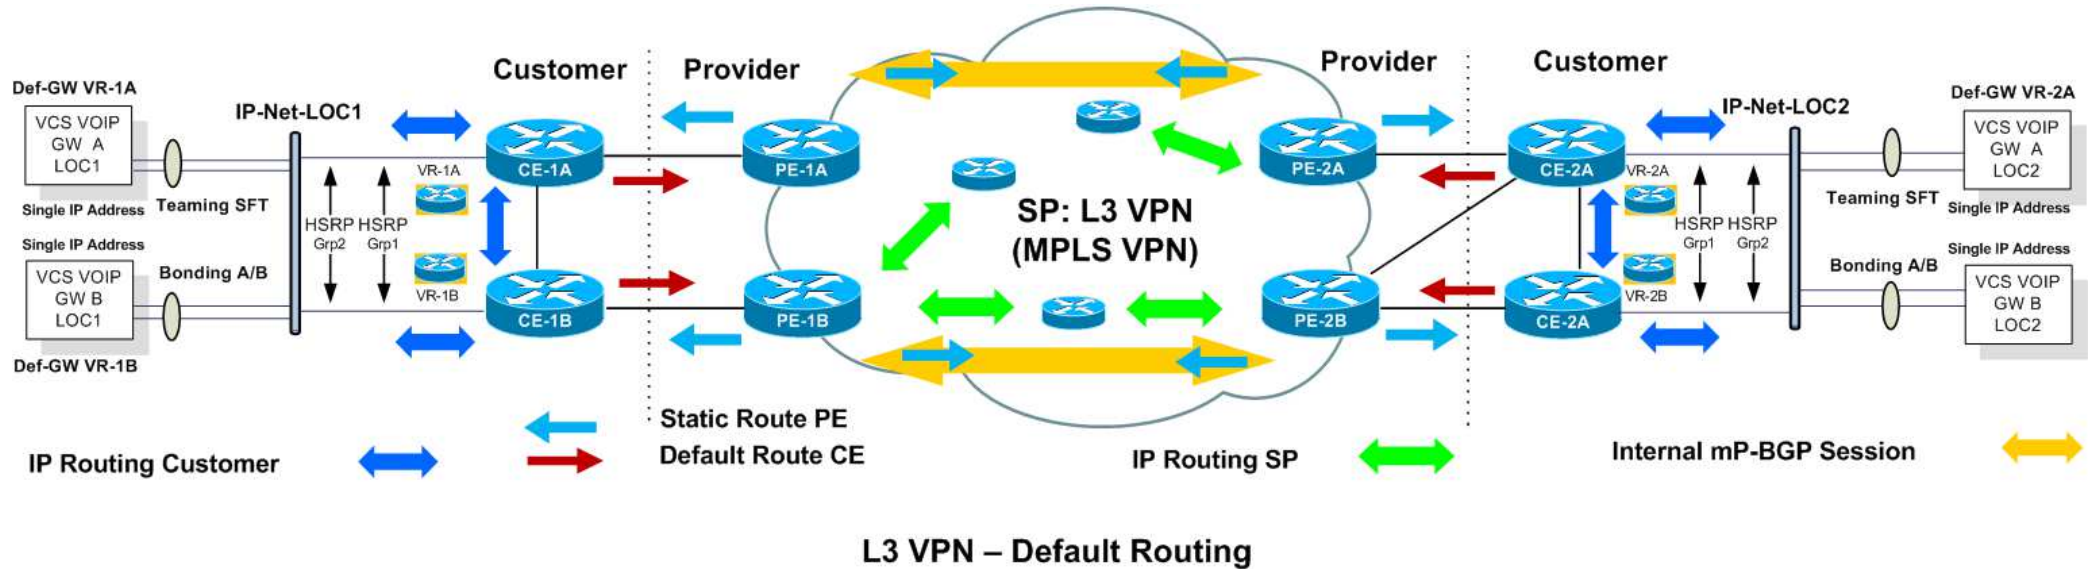 Customer
Provider
Provider
Customer
Def-GW VR-1A
VCS VOIP
GW A
LOC1
Single IP Address
Teaming SFT
IP-Net-LOC1
VR-1A
CE-1A
PE-1A
HSRP
Grp2
HSRP
Grp1
Single IP Address
VCS VOIP
GW B
LOC1
Def-GW VR-1B
Bonding A/B
VR-1B
CE-1B
PE-1B
SP: L3 VPN
(MPLS VPN)
PE-2A
CE-2A
VR-2A
IP-Net-LOC2
Def-GW VR-2A
VCS VOIP
GW A
LOC2
Teaming SFT
Single IP Address
HSRP
Grp1
HSRP
Grp2
PE-2B
CE-2A
VR-2B
Bonding A/B
Single IP Address
VCS VOIP
GW B
LOC2
Static Route PE
Default Route CE
IP Routing Customer
IP Routing SP
Internal mP-BGP Session
L3 VPN – Default Routing